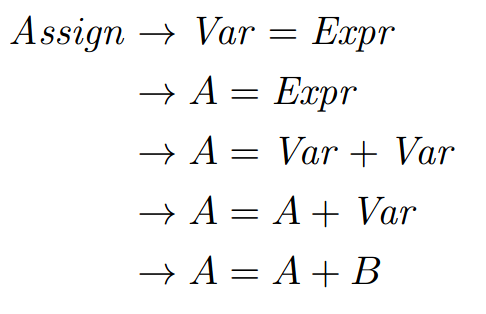 Assign → Var = Expr
→ A = Expr
→ A = Var + Var
→ A = A + Var
→ A = A + B